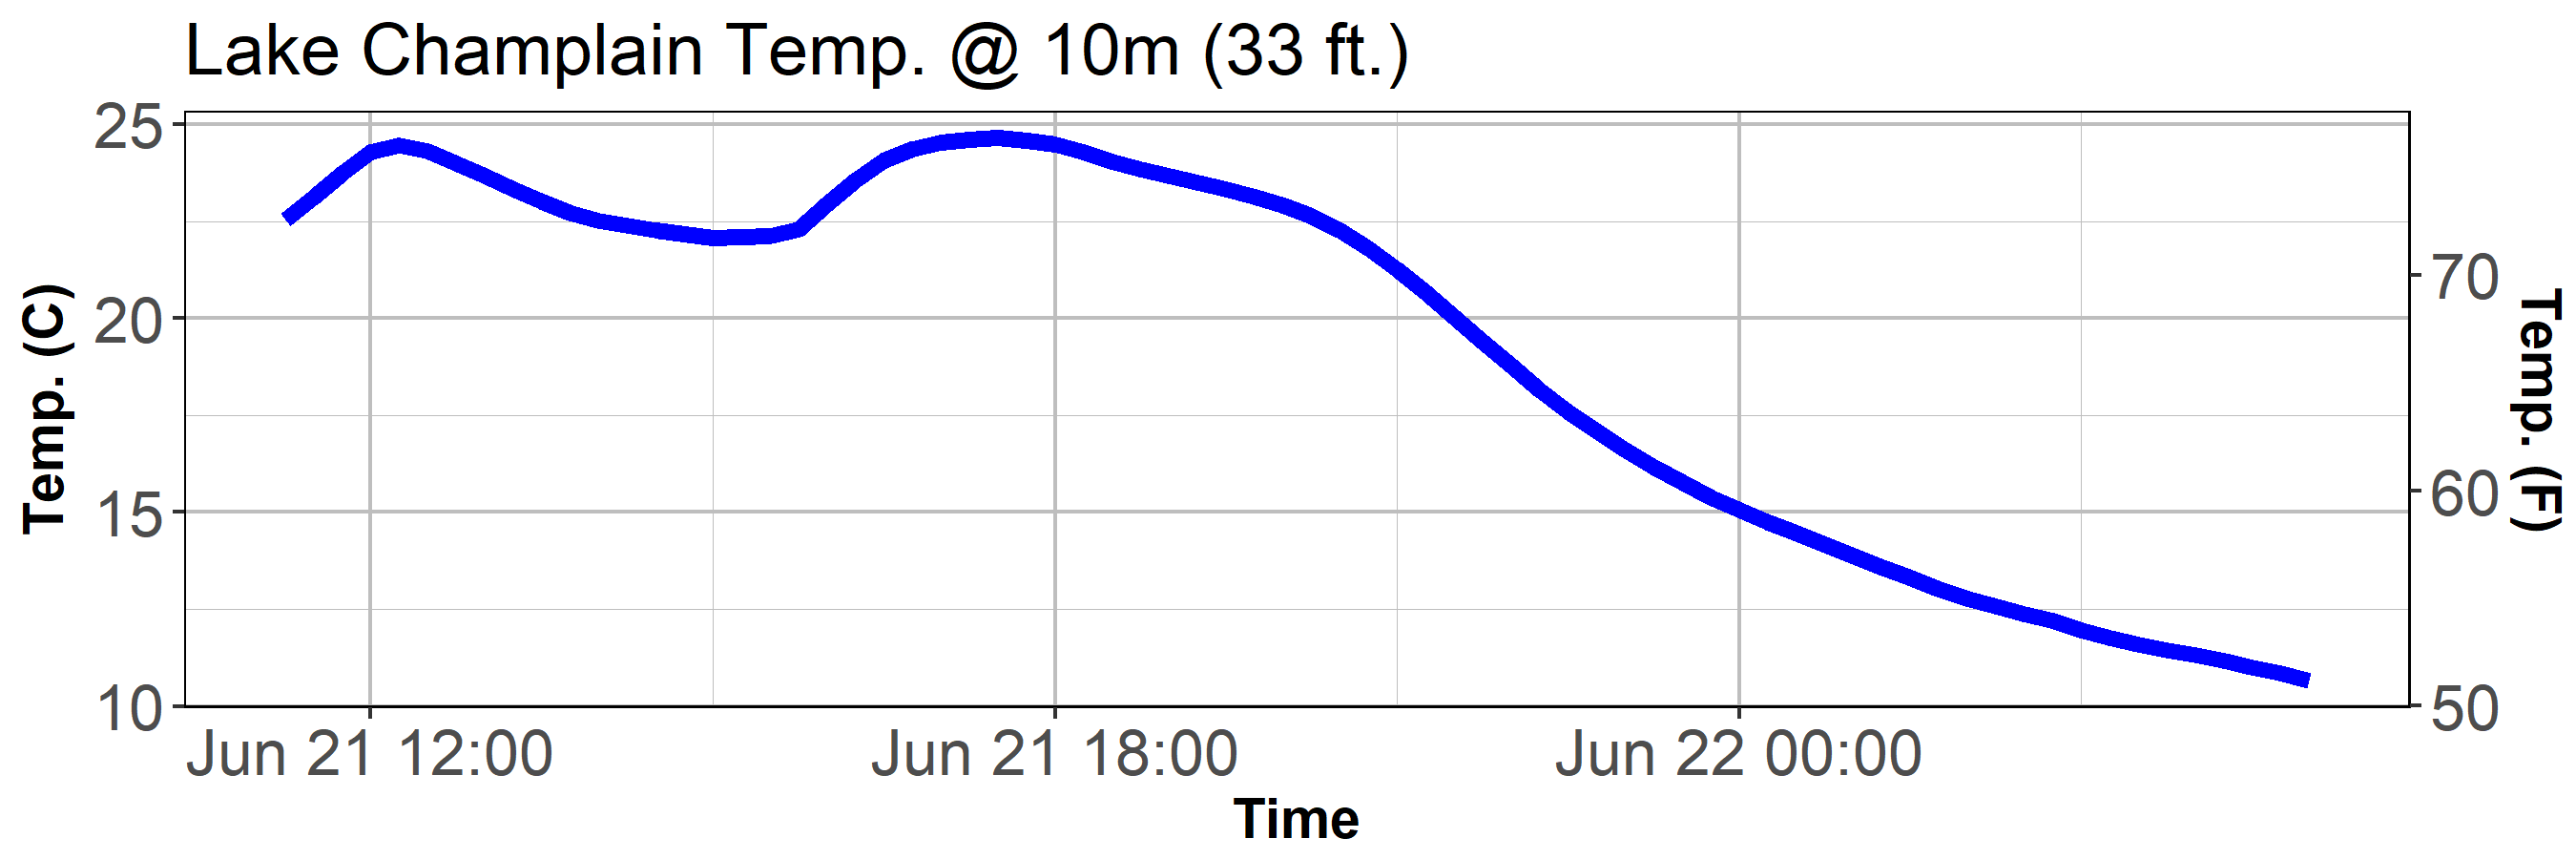 Lake Champlain Temp. @ 10m (33 ft.)
25
20
15
10
Temp. (C)
70
60
50
Temp. (F)
Jun 21 12:00
Jun 21 18:00
Jun 22 00:00
Time